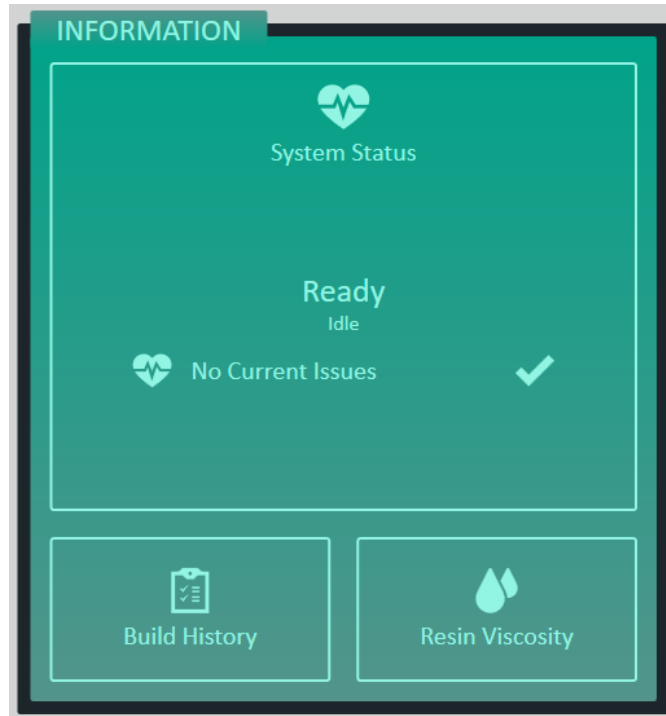 INFORMATION
System Status
Ready
Idle
No Current Issues
Build History
Resin Viscosity